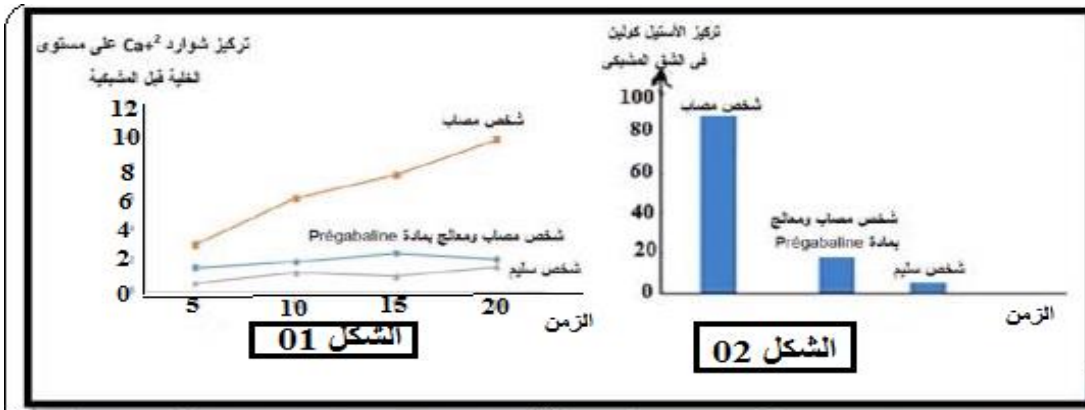 تركيز شوارد Ca+² على مستوى
الخلية قبل المشبكية
12
10
8
6
4
2
0
شخص مصاب
شخص مصاب ومعالج بمادة Prégabaline
شخص سليم
5
10
15
20
الزمن
الشكل 01
تركيز الأستيل كولين
في الشق المشبكي
100
80
60
40
20
0
شخص مصاب
شخص مصاب ومعالج
بمادة Prégabaline
شخص سليم
الزمن
الشكل 02